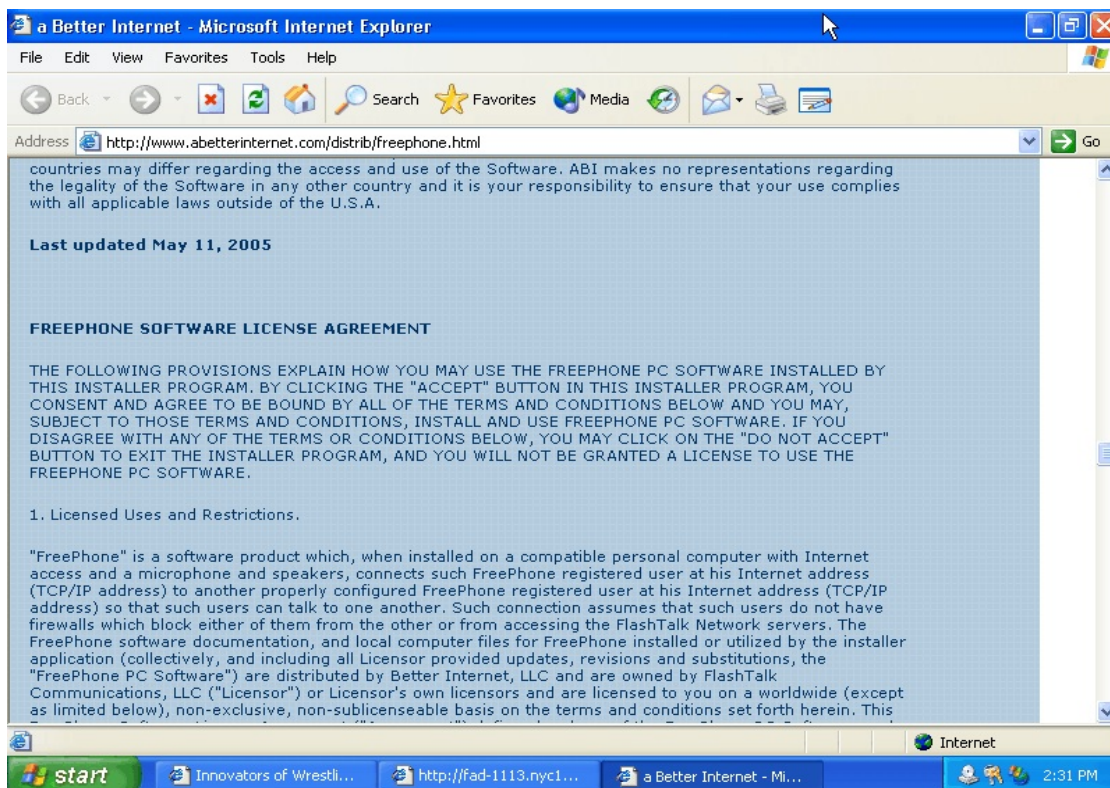 a Better Internet - Microsoft Internet Explorer
File Edit View Favorites Tools Help
Back Search Favorites Media
Address http://www.abetterinternet.com/distrib/freephone.html Go
countries may differ regarding the access and use of the Software. ABI makes no representations regarding
the legality of the Software in any other country and it is your responsibility to ensure that your use complies
with all applicable laws outside of the U.S.A.
Last updated May 11, 2005
FREEPHONE SOFTWARE LICENSE AGREEMENT
THE FOLLOWING PROVISIONS EXPLAIN HOW YOU MAY USE THE FREEPHONE PC SOFTWARE INSTALLED BY
THIS INSTALLER PROGRAM. BY CLICKING THE "ACCEPT" BUTTON IN THIS INSTALLER PROGRAM, YOU
CONSENT AND AGREE TO BE BOUND BY ALL OF THE TERMS AND CONDITIONS BELOW AND YOU MAY,
SUBJECT TO THOSE TERMS AND CONDITIONS, INSTALL AND USE FREEPHONE PC SOFTWARE. IF YOU
DISAGREE WITH ANY OF THE TERMS OR CONDITIONS BELOW, YOU MAY CLICK ON THE "DO NOT ACCEPT"
BUTTON TO EXIT THE INSTALLER PROGRAM, AND YOU WILL NOT BE GRANTED A LICENSE TO USE THE
FREEPHONE PC SOFTWARE.
1. Licensed Uses and Restrictions.
"FreePhone" is a software product which, when installed on a compatible personal computer with Internet
access and a microphone and speakers, connects such FreePhone registered user at his Internet address
(TCP/IP address) to another properly configured FreePhone registered user at his Internet address (TCP/IP
address) so that such users can talk to one another. Such connection assumes that such users do not have
firewalls which block either of them from the other or from accessing the FlashTalk Network servers. The
FreePhone software documentation, and local computer files for FreePhone installed or utilized by the installer
application (collectively, and including all Licensor provided updates, revisions and substitutions, the
"FreePhone PC Software") are distributed by Better Internet, LLC and are owned by FlashTalk
Communications, LLC ("Licensor") or Licensor's own licensors and are licensed to you on a worldwide (except
as limited below), non-exclusive, non-sublicenseable basis on the terms and conditions set forth herein. This
Internet
start Innovators of Wrestli... http://fad-1113.nyc1... a Better Internet - Mi... 2:31 PM